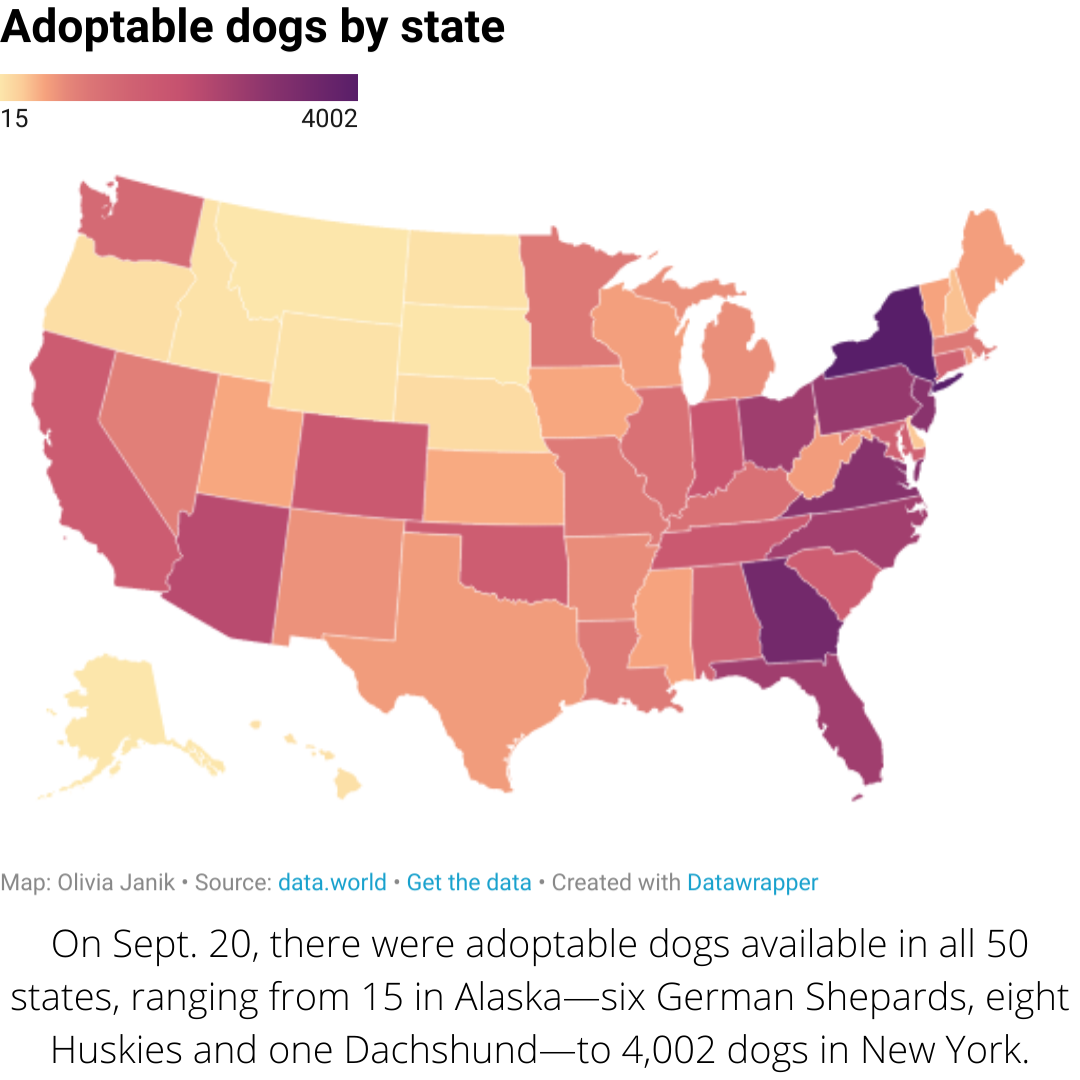 Adoptable dogs by state
15 4002
Map: Olivia Janik • Source: data.world • Get the data • Created with Datawrapper
On Sept. 20, there were adoptable dogs available in all 50
states, ranging from 15 in Alaska—six German Shepards, eight
Huskies and one Dachshund—to 4,002 dogs in New York.